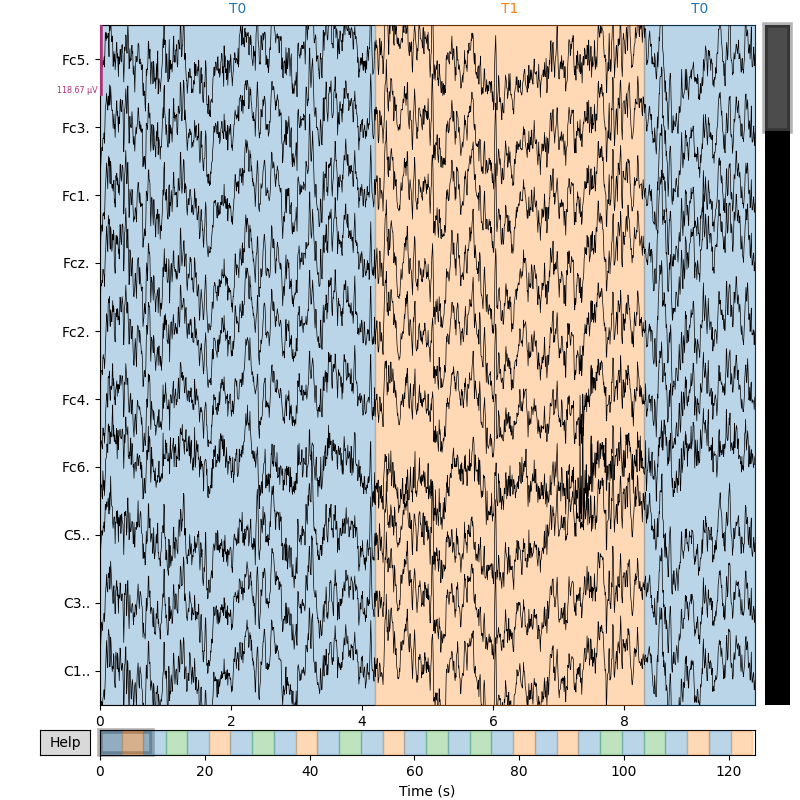 T0 T1 T0
Fc5.
118.67 µV
Fc3.
Fc1.
Fcz.
Fc2.
Fc4.
Fc6.
C5..
C3..
C1..
0 2 4 6 8
Help
0 20 40 60 80 100 120
Time (s)